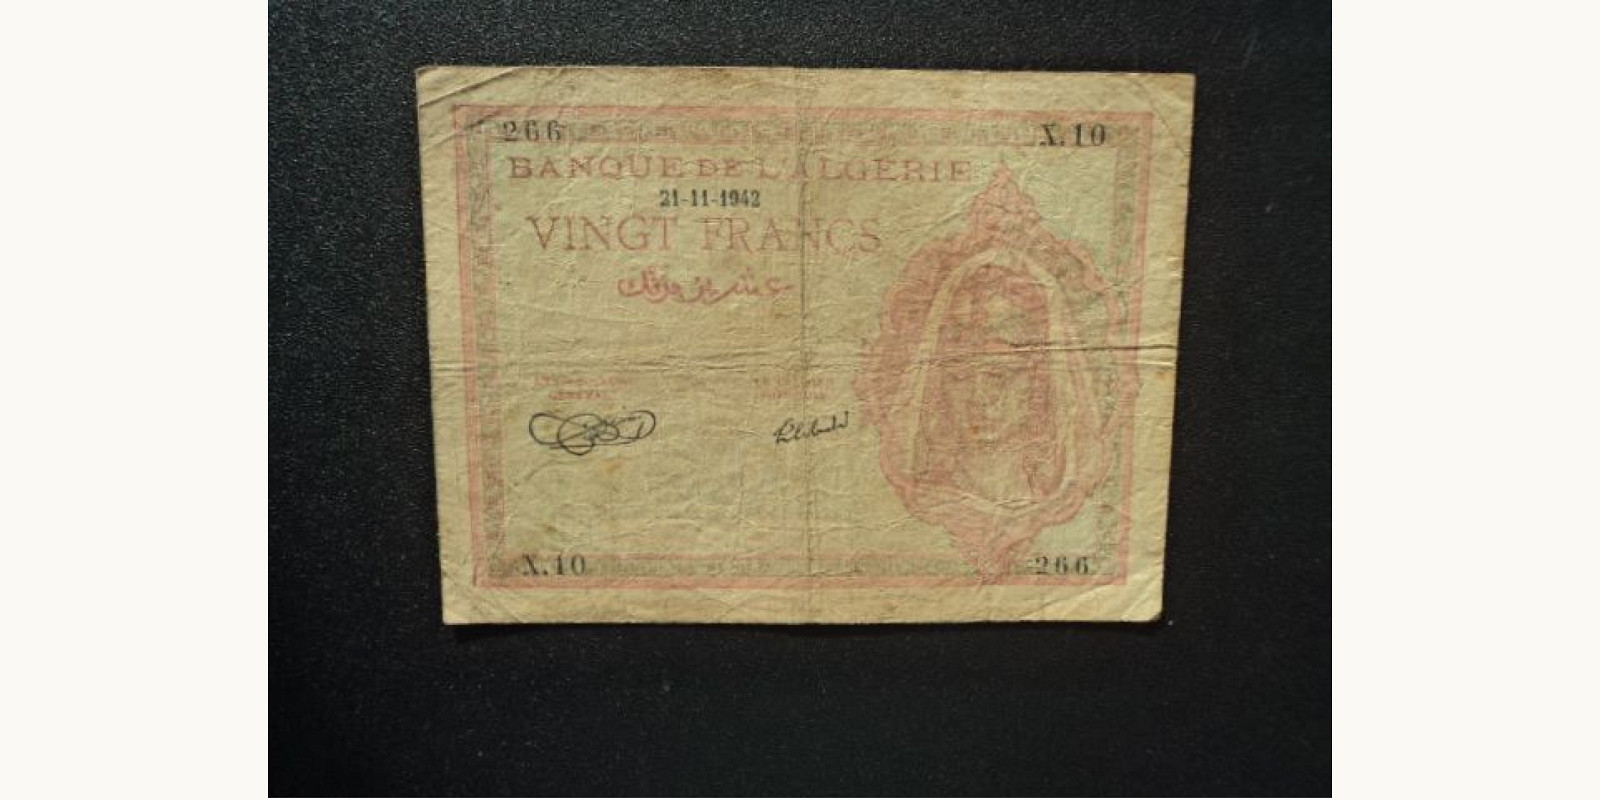 266 X.10
BANQUE DE L'ALGERIE
21-11-1942
VINGT FRANCS
عشرين فرنك
X.10 266